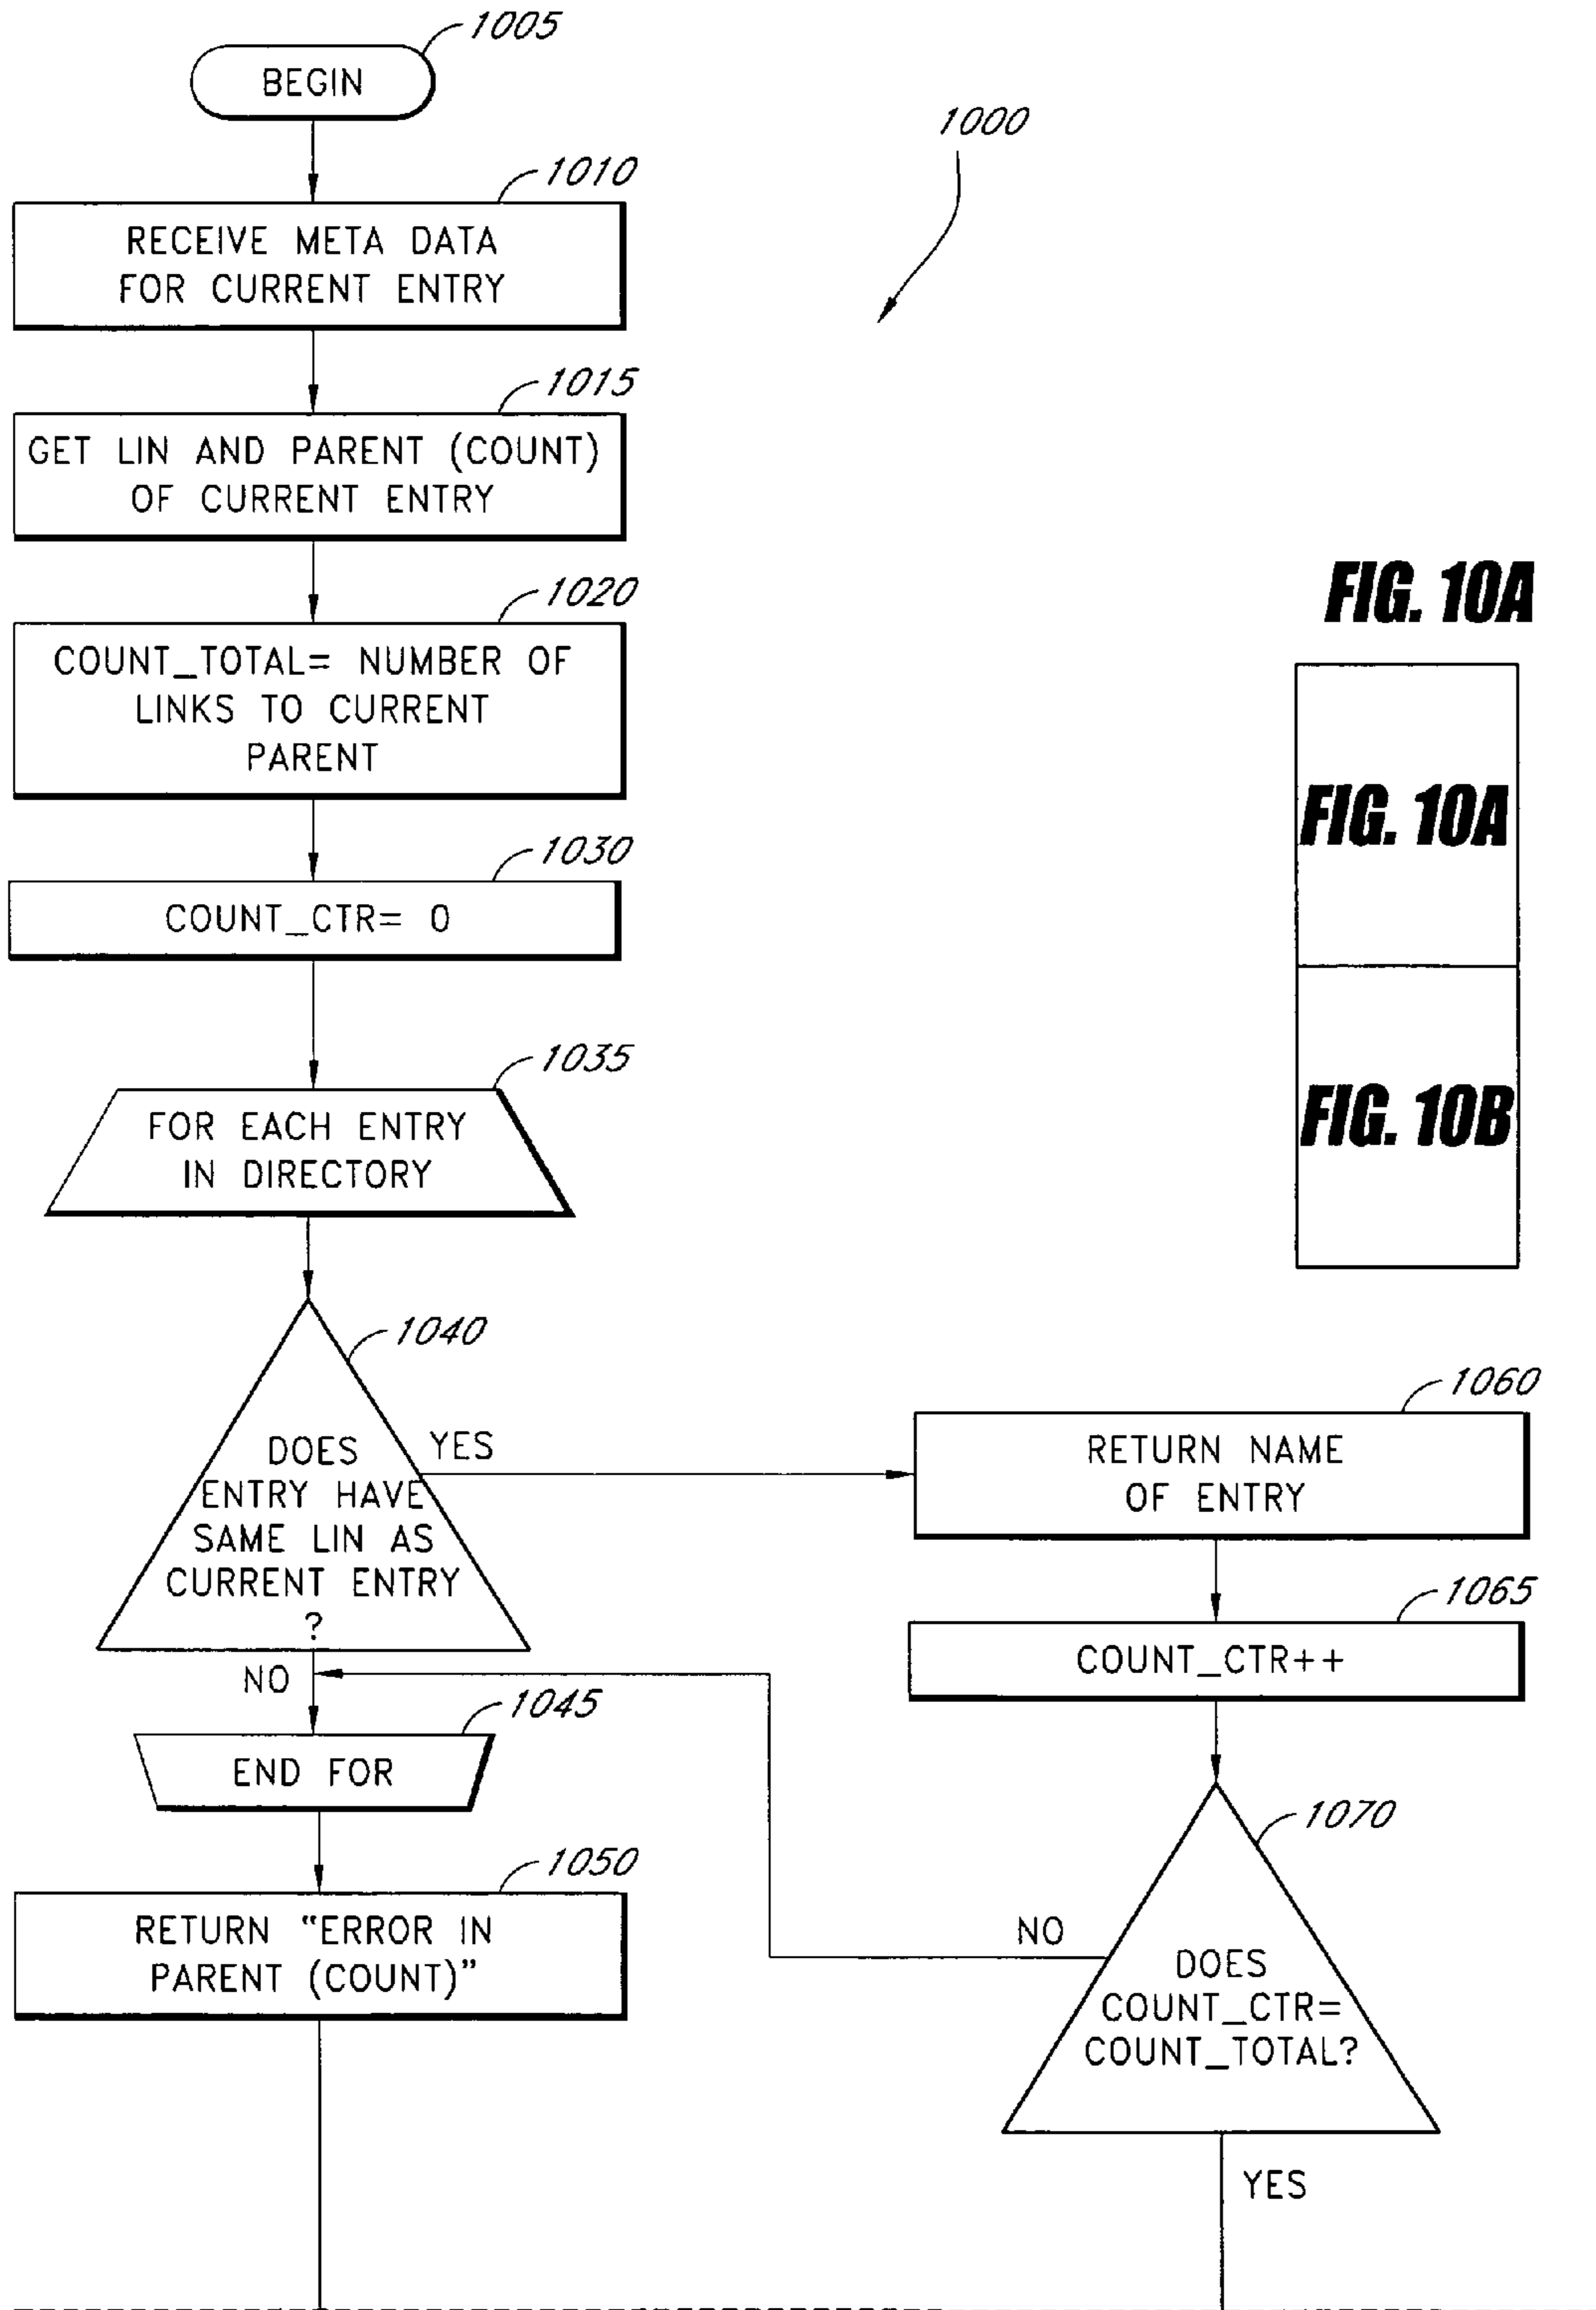 1005
BEGIN
1000
1010
RECEIVE META DATA
FOR CURRENT ENTRY
1015
GET LIN AND PARENT (COUNT)
OF CURRENT ENTRY
1020
COUNT_TOTAL= NUMBER OF
LINKS TO CURRENT
PARENT
FIG. 10A
FIG. 10A
FIG. 10B
1030
COUNT_CTR= 0
1035
FOR EACH ENTRY
IN DIRECTORY
1040
DOES
ENTRY HAVE
SAME LIN AS
CURRENT ENTRY
?
YES
NO
1060
RETURN NAME
OF ENTRY
1065
COUNT_CTR++
1045
END FOR
1050
RETURN “ERROR IN
PARENT (COUNT)”
1070
NO
DOES
COUNT_CTR=
COUNT_TOTAL?
YES